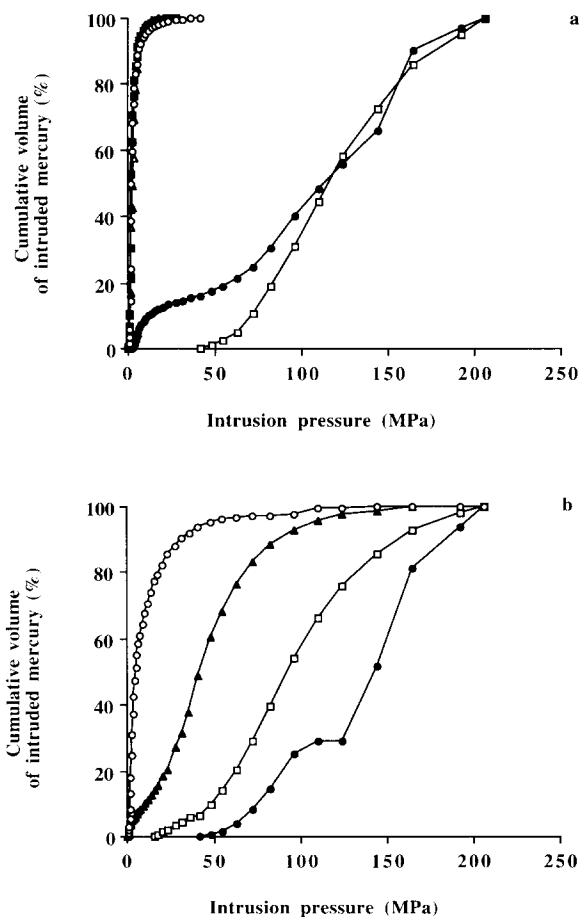 a
100
80
60
40
20
0
Cumulative volume
of intruded mercury (%)
0 50 100 150 200 250
Intrusion pressure (MPa)
b
100
80
60
40
20
0
Cumulative volume
of intruded mercury (%)
0 50 100 150 200 250
Intrusion pressure (MPa)